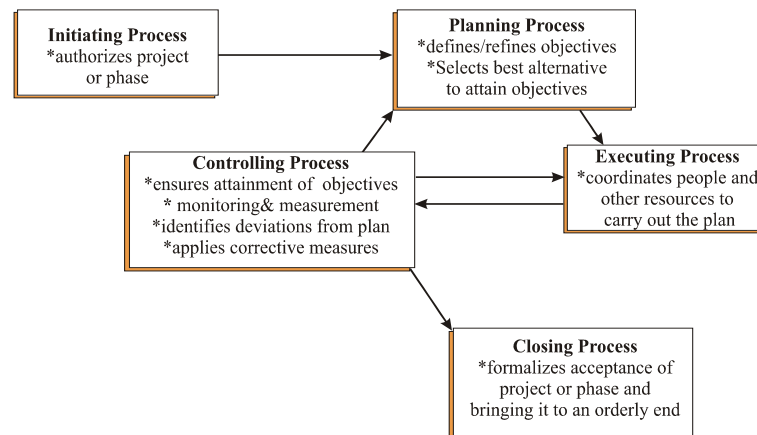 Initiating Process
*authorizes project
or phase
Planning Process
*defines/refines objectives
*Selects best alternative
to attain objectives
Controlling Process
*ensures attainment of objectives
* monitoring& measurement
*identifies deviations from plan
*applies corrective measures
Executing Process
*coordinates people and
other resources to
carry out the plan
Closing Process
*formalizes acceptance of
project or phase and
bringing it to an orderly end